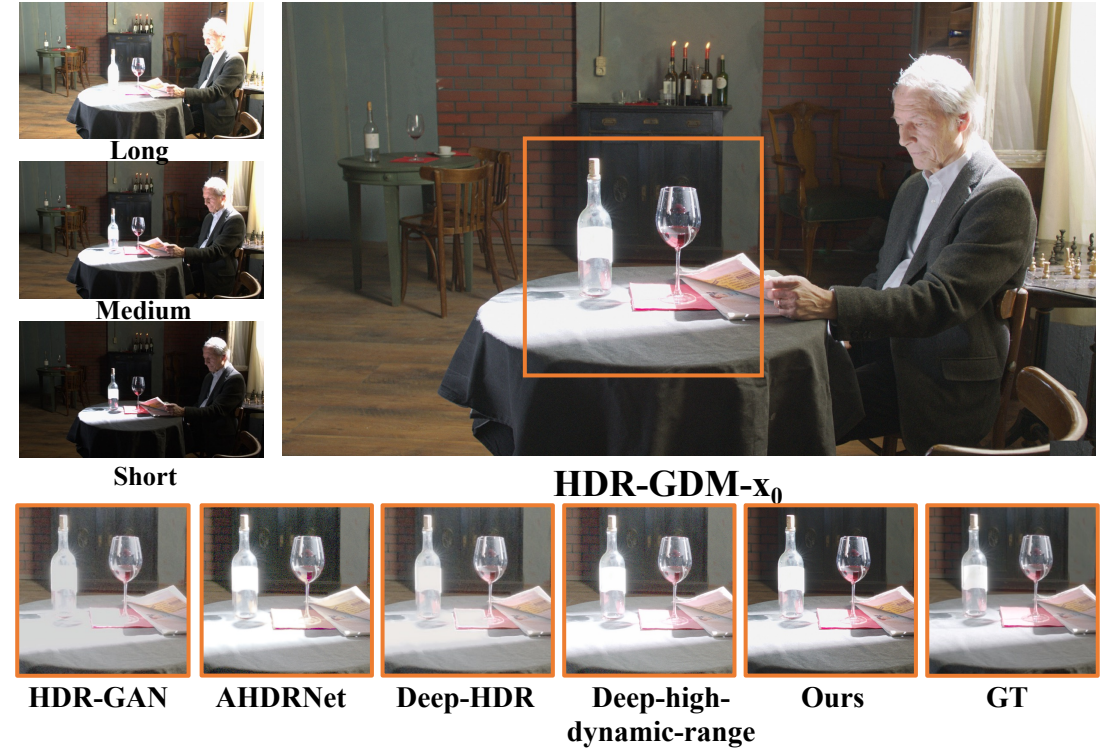 Long
Medium
Short
HDR-GDM-x₀
HDR-GAN
AHDRNet
Deep-HDR
Deep-high-
dynamic-range
Ours
GT